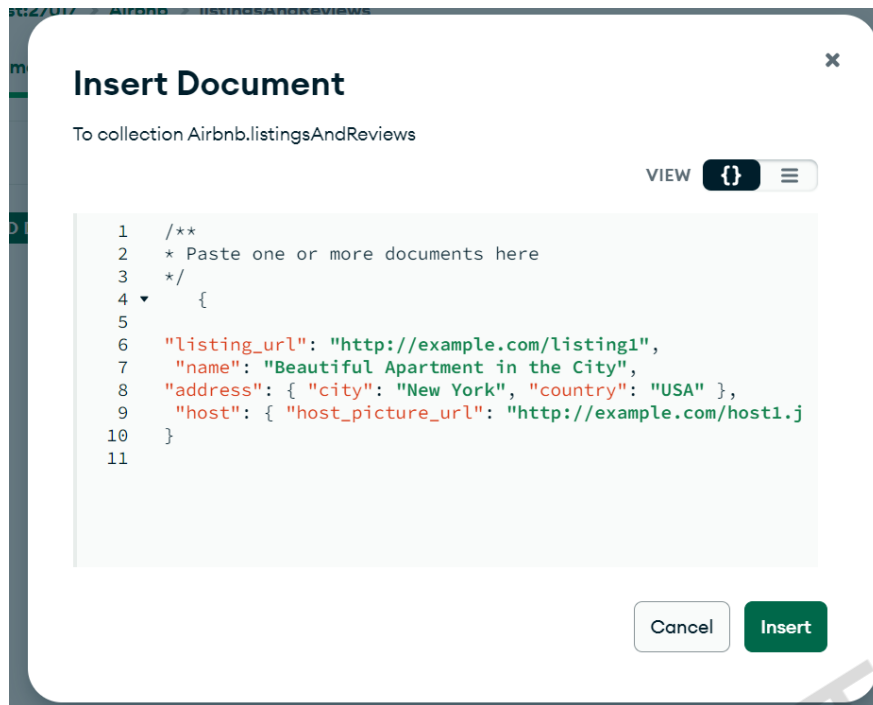 Airbnb > listingsAndReviews
Insert Document
To collection Airbnb.listingsAndReviews
VIEW {} ☰
1 /**
2 * Paste one or more documents here
3 */
4 {
5
6 "listing_url": "http://example.com/listing1",
7 "name": "Beautiful Apartment in the City",
8 "address": { "city": "New York", "country": "USA" },
9 "host": { "host_picture_url": "http://example.com/host1.j
10 }
11
Cancel Insert